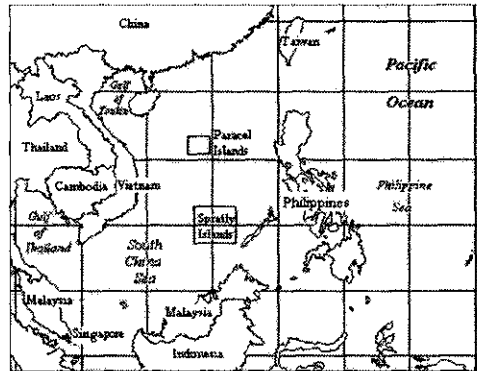 China
Taiwan
Pacific
Ocean
Gulf
of
Tonkin
Laos
Paracel
Islands
Thailand
Cambodia
Vietnam
Philippines
Philippine
Sea
Gulf
of
Thailand
Spratly
Islands
South
China
Sea
Malaysia
Malaysia
Singapore
Indonesia